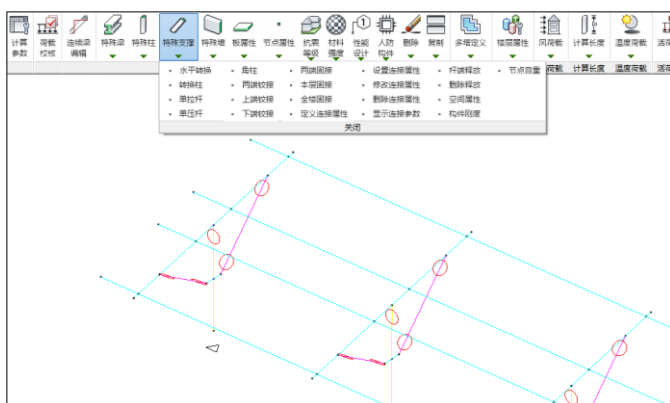 计算参数 荷载校核 连续梁编辑 特殊梁 特殊柱 特殊支撑 特殊墙 板属性 节点属性 抗震等级 材料强度 性能设计 人防构件 删除 复制 多塔定义 楼层属性 风荷载 计算长度 温度荷载 活荷
荷载 计算长度 温度荷载 活荷
水平转换 角柱 两端固接 设置连接属性 杆端释放 节点自重
转换柱 两端铰接 本层固接 修改连接属性 删除释放
单拉杆 上端铰接 全楼固接 删除连接属性 空间属性
单压杆 下端铰接 定义连接属性 显示连接参数 构件刚度
关闭